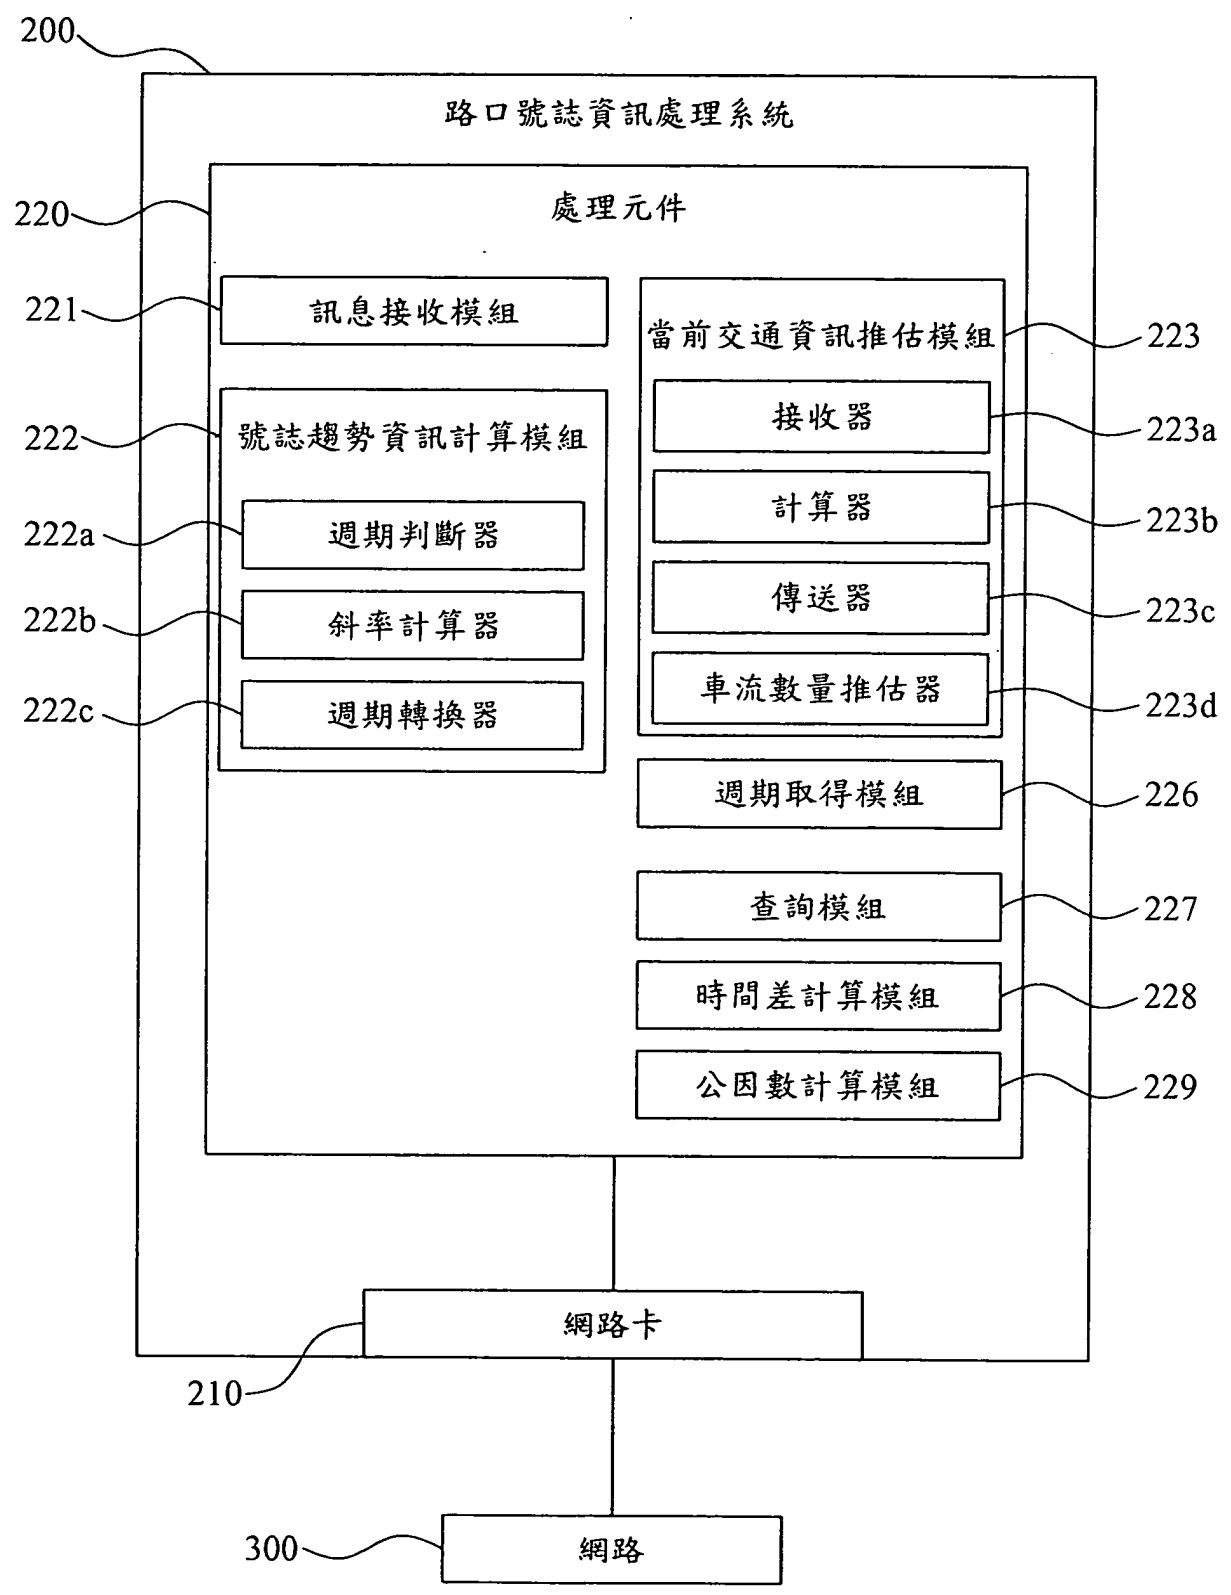 200
路口號誌資訊處理系統
220
處理元件
221
訊息接收模組
222
號誌趨勢資訊計算模組
222a
週期判斷器
222b
斜率計算器
222c
週期轉換器
當前交通資訊推估模組
223
接收器
223a
計算器
223b
傳送器
223c
車流數量推估器
223d
週期取得模組
226
查詢模組
227
時間差計算模組
228
公因數計算模組
229
網路卡
210
300
網路